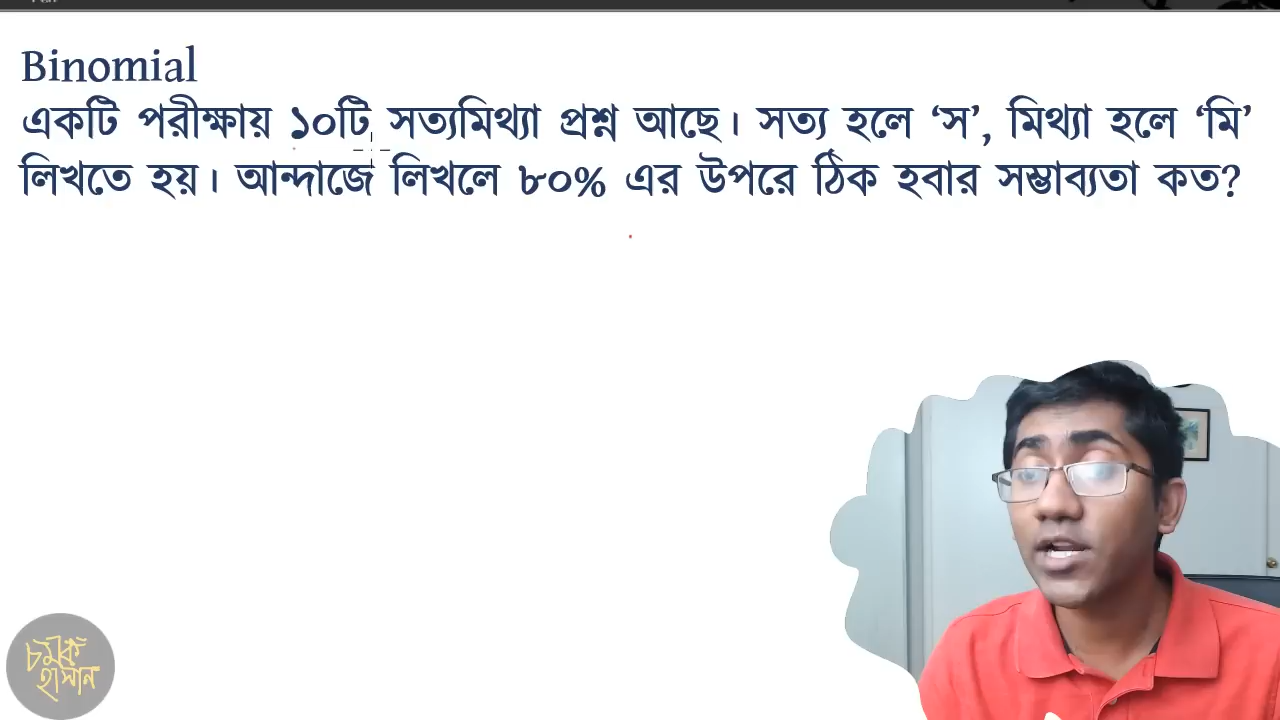 Binomial
একটি পরীক্ষায় ১০টি সত্যমিথ্যা প্রশ্ন আছে। সত্য হলে ‘স’, মিথ্যা হলে ‘মি’
লিখতে হয়। আন্দাজে লিখলে ৮০% এর উপরে ঠিক হবার সম্ভাব্যতা কত?
চমক
হাসান